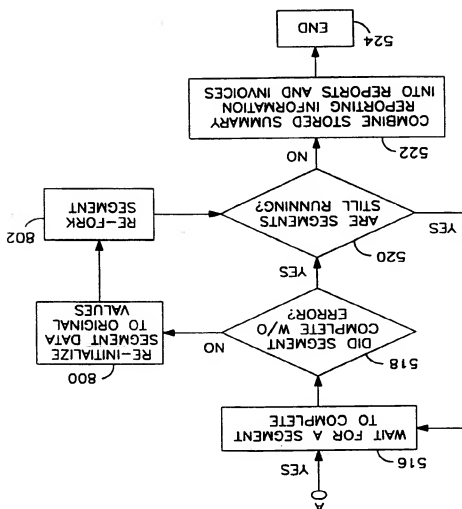 A
YES
516
WAIT FOR A SEGMENT
TO COMPLETE
518
DID SEGMENT
COMPLETE W/O
ERROR?
NO
800
RE-INITIALIZE
SEGMENT DATA
TO ORIGINAL
VALUES
YES
520
ARE SEGMENTS
STILL RUNNING?
YES
802
RE-FORK
SEGMENT
NO
522
COMBINE STORED SUMMARY
REPORTING INFORMATION
INTO REPORTS AND INVOICES
524
END